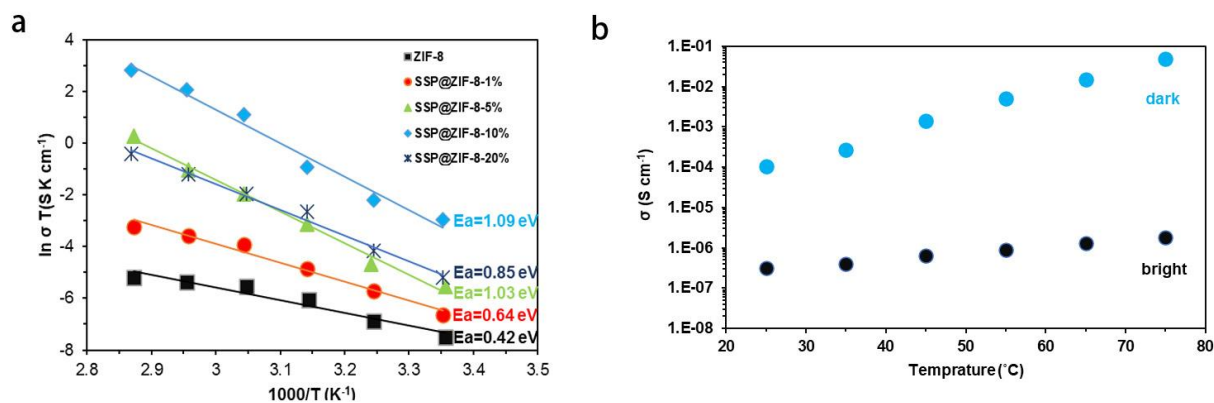 a
ln σ T(S K cm⁻¹)
4
2
0
-2
-4
-6
-8
2.8 2.9 3 3.1 3.2 3.3 3.4 3.5
1000/T (K⁻¹)
ZIF-8
SSP@ZIF-8-1%
SSP@ZIF-8-5%
SSP@ZIF-8-10%
SSP@ZIF-8-20%
Ea=1.09 eV
Ea=0.85 eV
Ea=1.03 eV
Ea=0.64 eV
Ea=0.42 eV
b
σ (S cm⁻¹)
1.E-01
1.E-02
1.E-03
1.E-04
1.E-05
1.E-06
1.E-07
1.E-08
20 30 40 50 60 70 80
Temprature (°C)
dark
bright